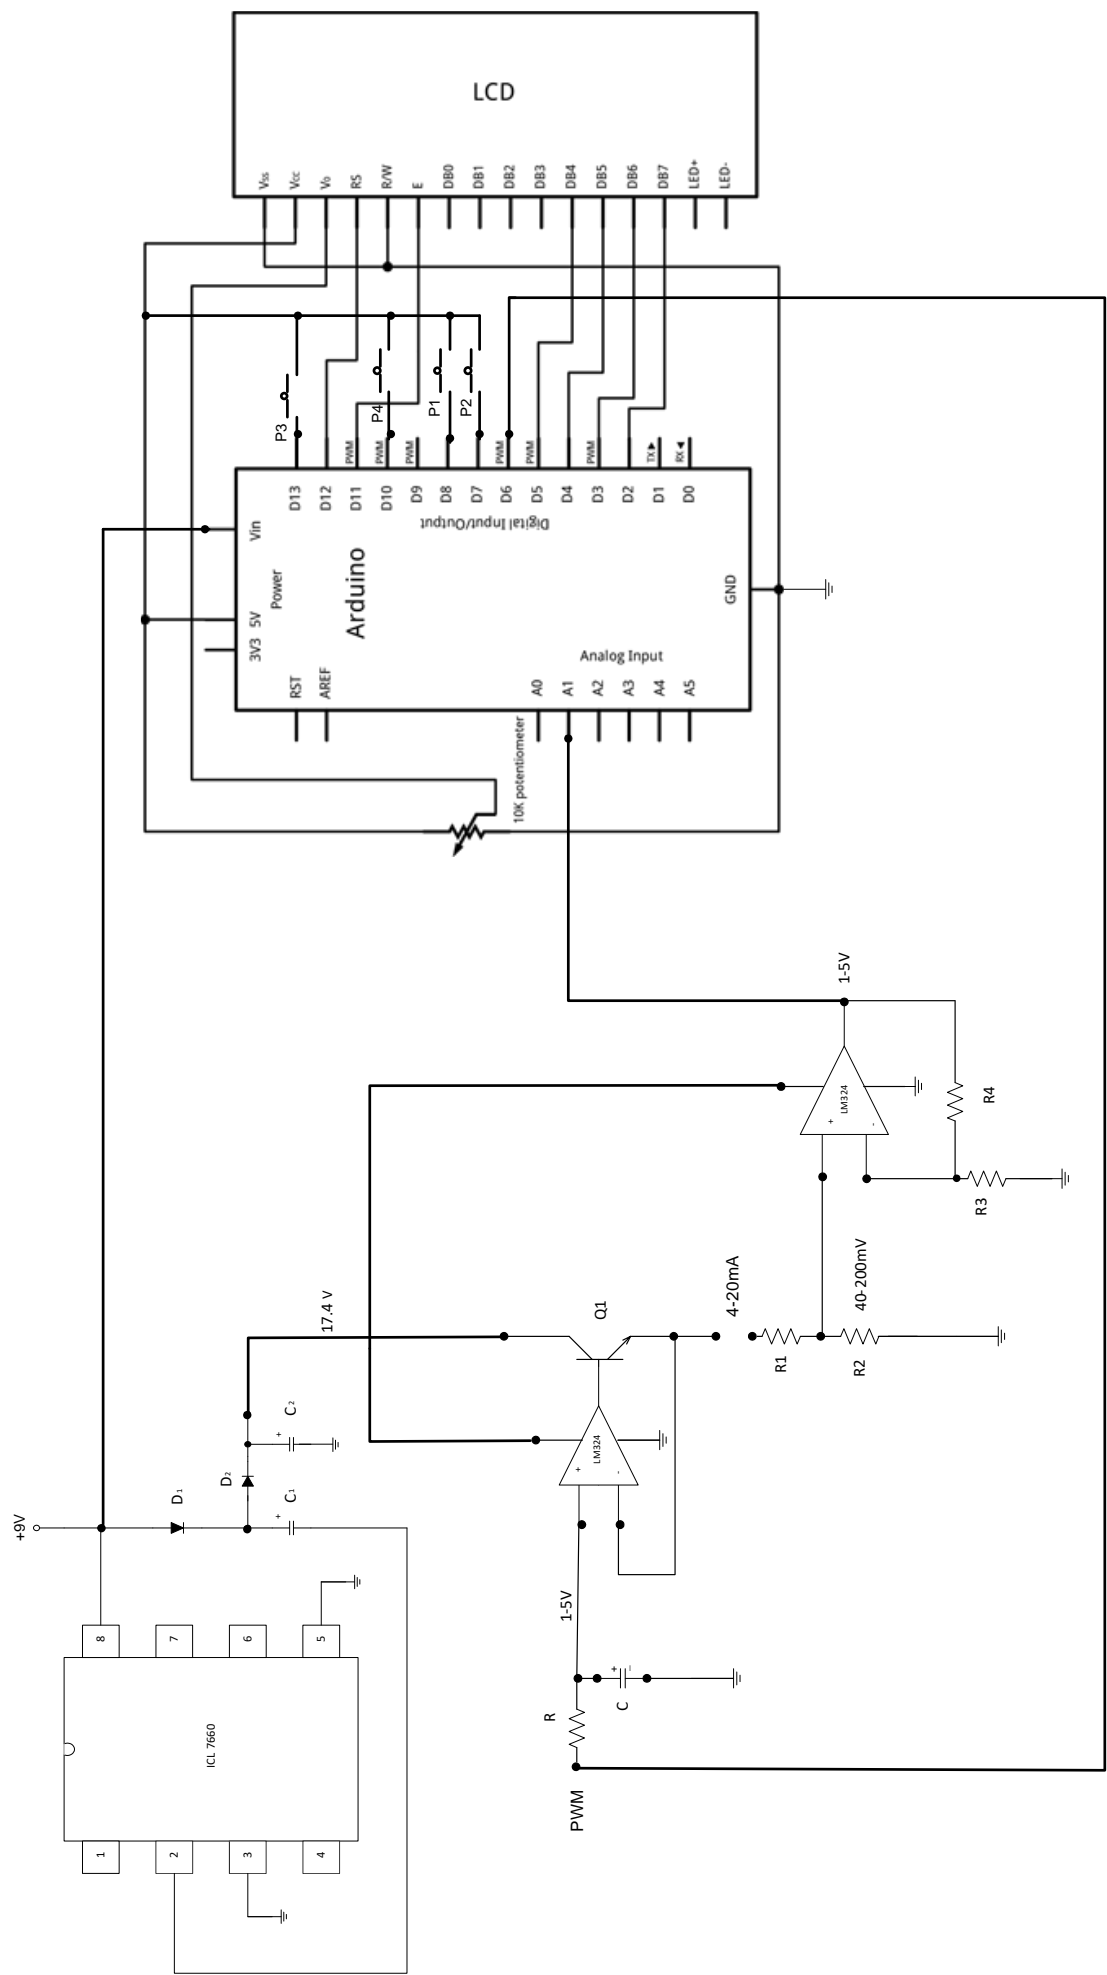 LCD
Vss
Vcc
V₀
RS
R/W
E
DB0
DB1
DB2
DB3
DB4
DB5
DB6
DB7
LED+
LED-
P3
P4
P1
P2
PWM
PWM
PWM
PWM
PWM
PWM
TX▶
RX◀
D13
D12
D11
D10
D9
D8
D7
D6
D5
D4
D3
D2
D1
D0
Digital Input/Output
Vin
Power
5V
3V3
Arduino
GND
Analog Input
RST
AREF
A0
A1
A2
A3
A4
A5
10K potentiometer
1-5V
LM324
+
-
R4
R3
17.4 V
4-20mA
40-200mV
Q1
R1
R2
C₂
+
D₂
C₁
+
D₁
+9V
LM324
+
-
1-5V
8
7
6
5
ICL 7660
1
2
3
4
R
C
+
-
PWM